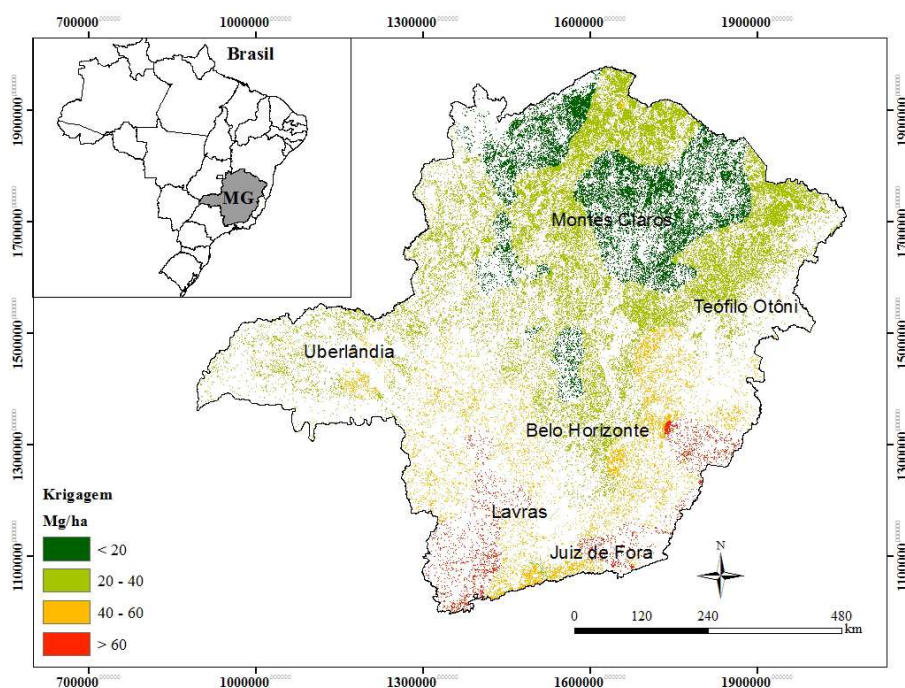 700000 1000000 1300000 1600000 1900000
Brasil
MG
1900000 1900000
1700000 1700000
1500000 1500000
1300000 1300000
1100000 1100000
Montes Claros
Teófilo Otôni
Uberlândia
Belo Horizonte
Lavras
Juiz de Fora
Krigagem
Mg/ha
< 20
20 - 40
40 - 60
> 60
N
0 120 240 480
km
700000 1000000 1300000 1600000 1900000